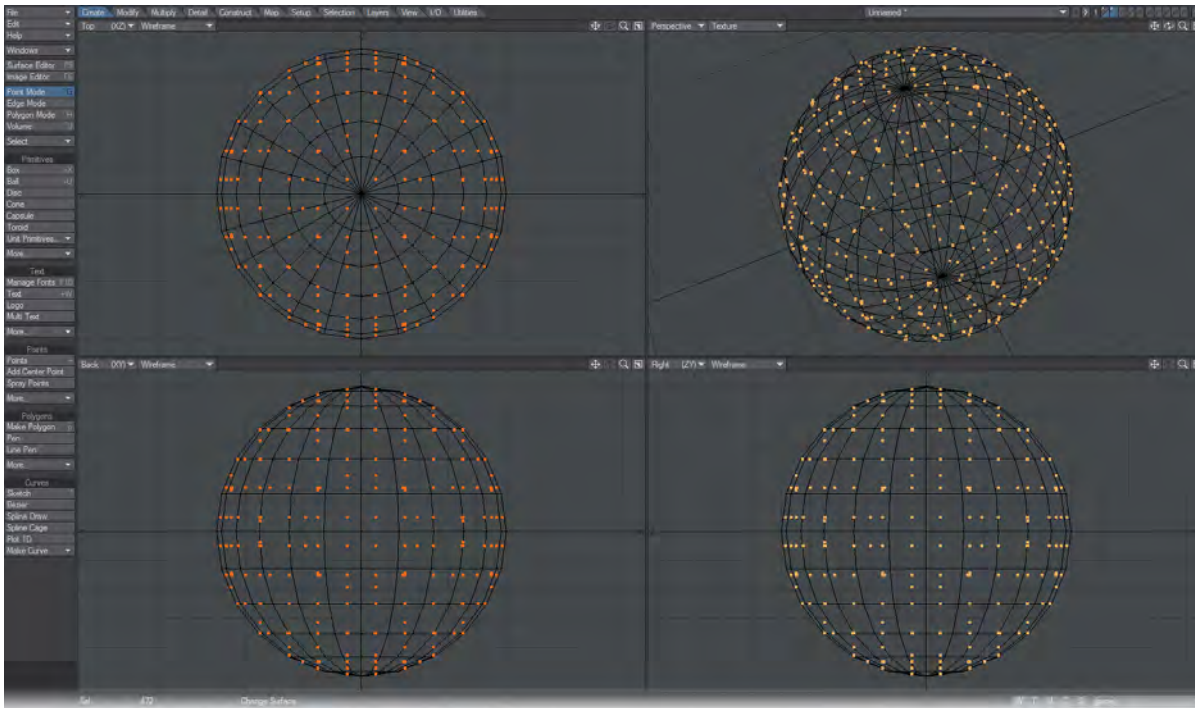 File
Create Modify Multiply Detail Construct Map Setup Selection Layers View I/O Utilities
Unnamed *
Edit
Top (XZ) Wireframe
Perspective Texture
Help
Windows
Surface Editor F5
Image Editor F6
Point Mode
Edge Mode
Polygon Mode
Volume
Select
Primitives
Box
Ball
Disc
Cone
Capsule
Toroid
Unit Primitives...
More...
Text
Manage Fonts F10
Text
Logo
Multi Text
More...
Points
Points
Add Center Point
Spray Points
More...
Polygons
Make Polygon
Pen
Line Pen
More...
Curves
Sketch
Bezier
Spline Draw
Spline Cage
Plot 1D
Make Curve
Back (XY) Wireframe
Right (ZY) Wireframe
Sel 472 Change Surface